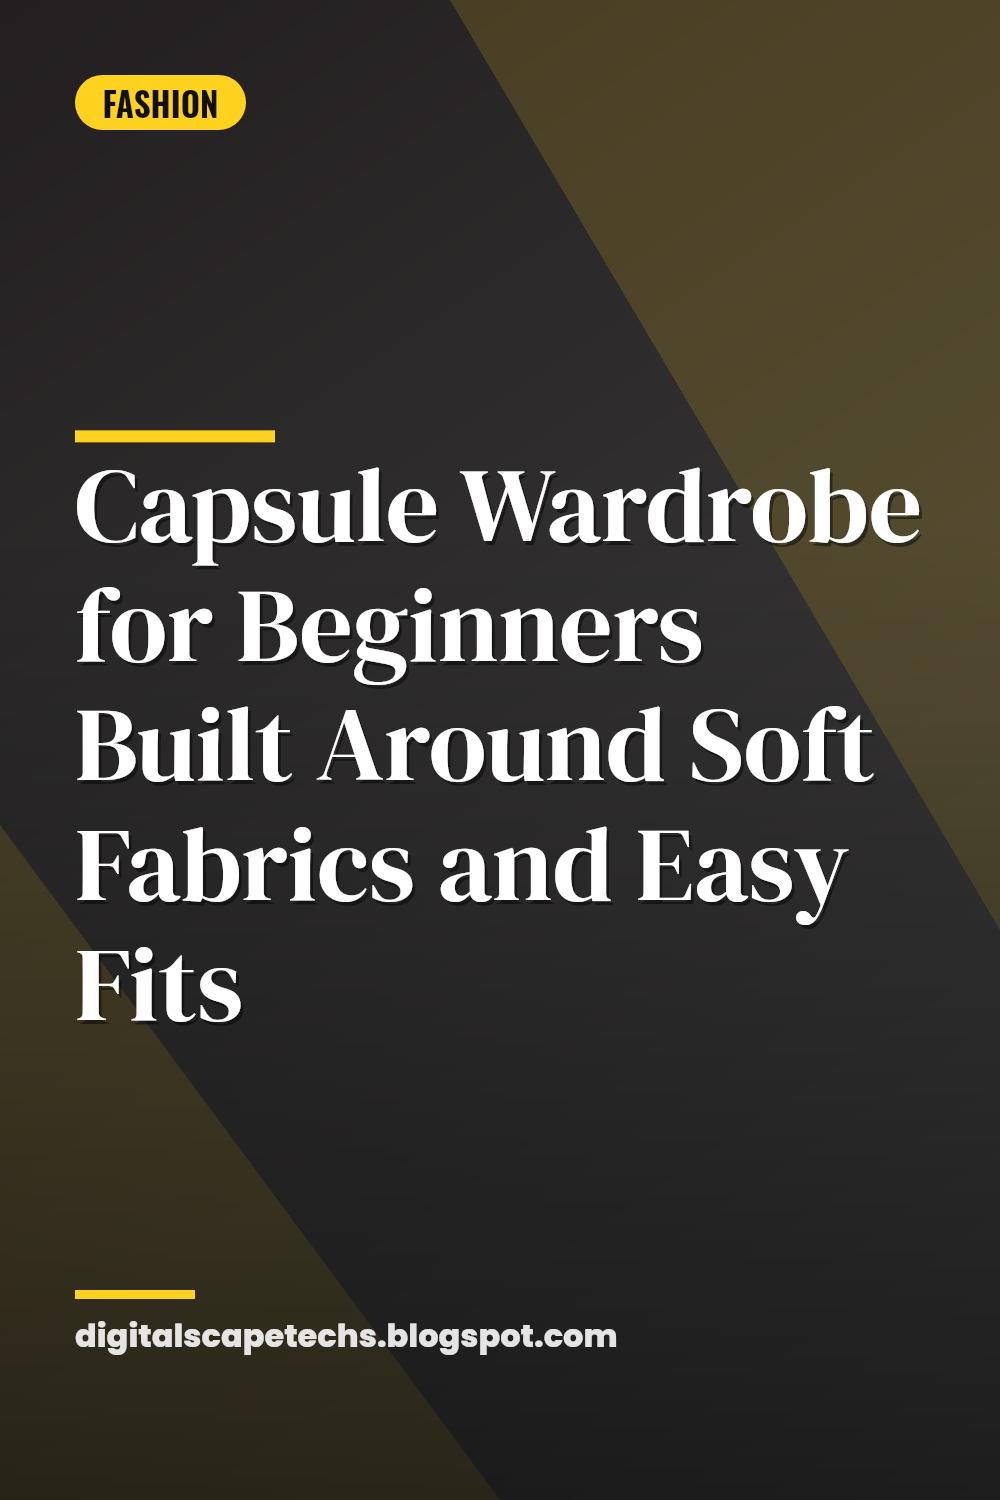 FASHION
Capsule Wardrobe
for Beginners
Built Around Soft
Fabrics and Easy
Fits
digitalscapetechs.blogspot.com